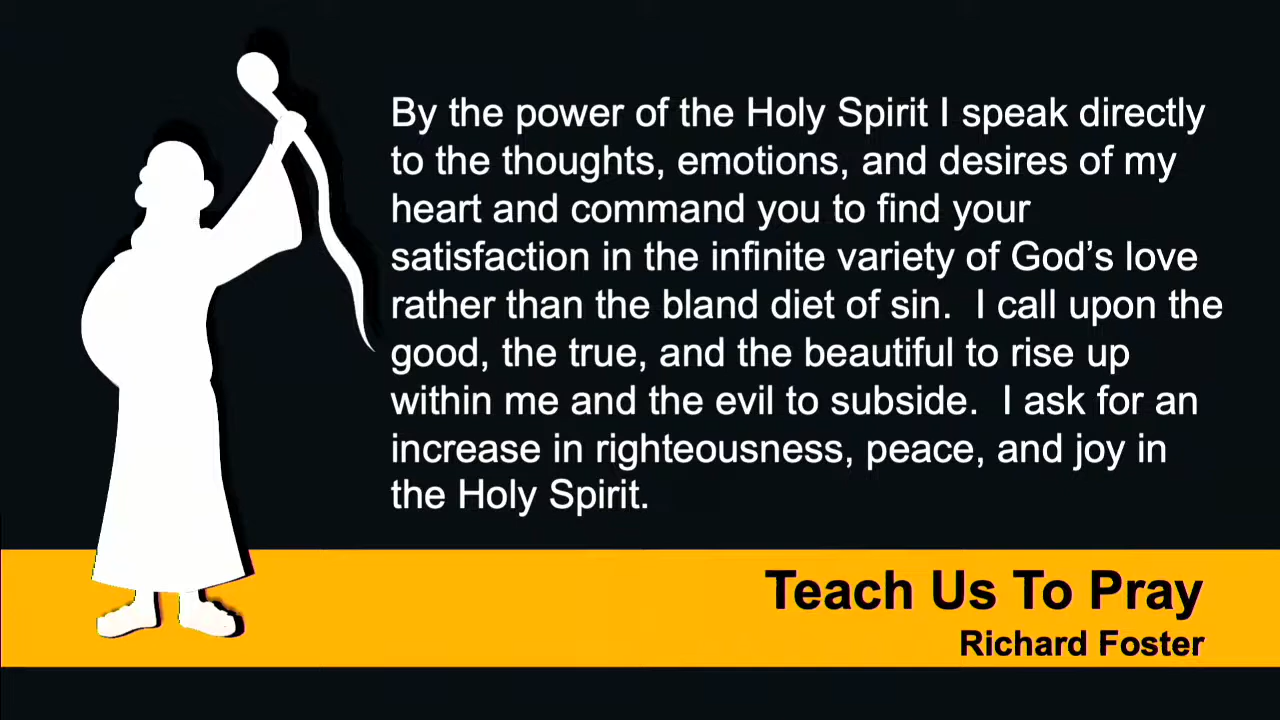 By the power of the Holy Spirit I speak directly
to the thoughts, emotions, and desires of my
heart and command you to find your
satisfaction in the infinite variety of God’s love
rather than the bland diet of sin.  I call upon the
good, the true, and the beautiful to rise up
within me and the evil to subside.  I ask for an
increase in righteousness, peace, and joy in
the Holy Spirit.
Teach Us To Pray
Richard Foster